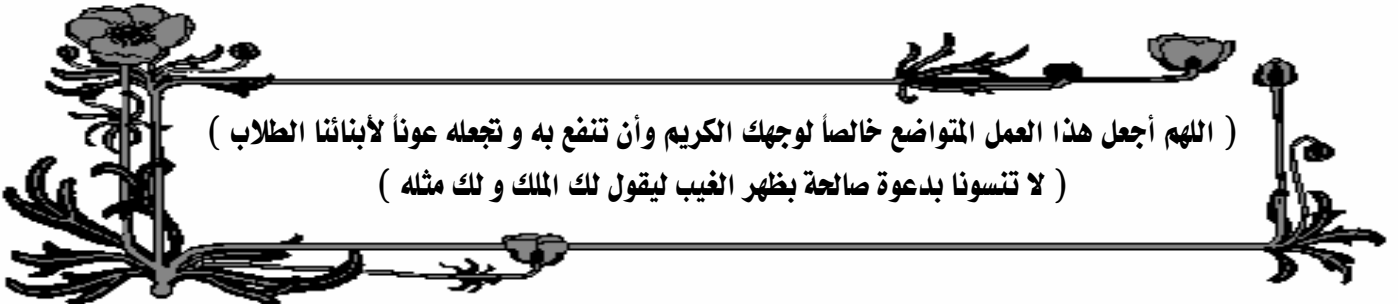 ( اللهم أجعل هذا العمل المتواضع خالصاً لوجهك الكريم وأن تنفع به و تجعله عوناً لأبنائنا الطلاب )
( لا تنسونا بدعوة صالحة بظهر الغيب ليقول لك الملك و لك مثله )